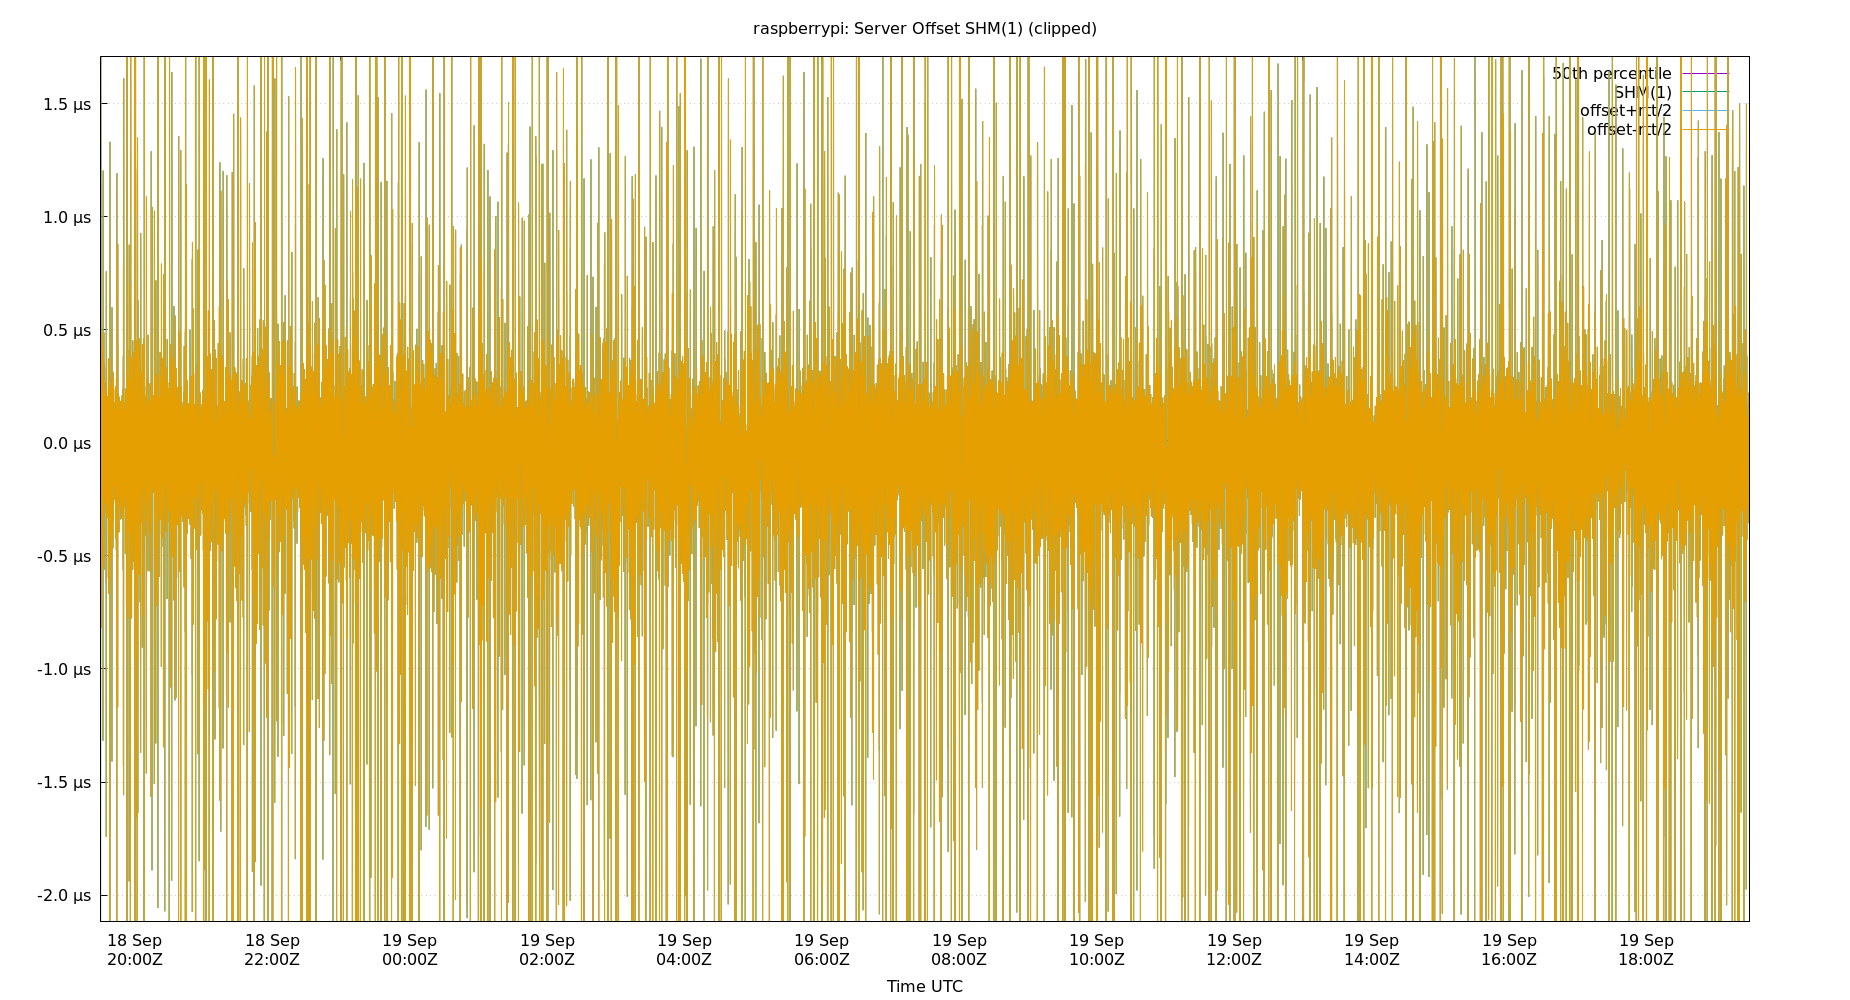 raspberrypi: Server Offset SHM(1) (clipped)
50th percentile
SHM(1)
offset+rtt/2
offset-rtt/2
1.5 µs
1.0 µs
0.5 µs
0.0 µs
-0.5 µs
-1.0 µs
-1.5 µs
-2.0 µs
18 Sep 18 Sep 19 Sep 19 Sep 19 Sep 19 Sep 19 Sep 19 Sep 19 Sep 19 Sep 19 Sep 19 Sep
20:00Z 22:00Z 00:00Z 02:00Z 04:00Z 06:00Z 08:00Z 10:00Z 12:00Z 14:00Z 16:00Z 18:00Z
Time UTC